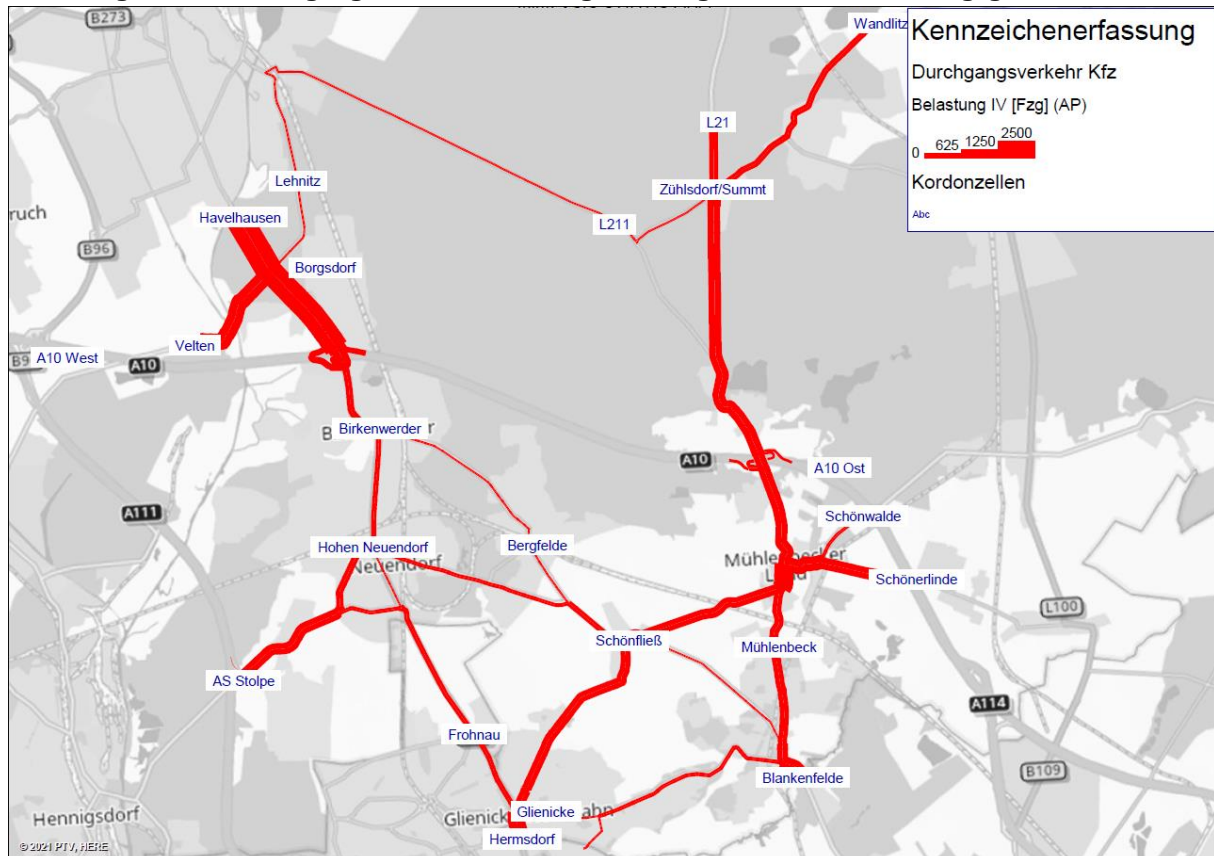 B273
Wandlitz
Kennzeichenerfassung
Durchgangsverkehr Kfz
Belastung IV [Fzg] (AP)
0 625 1250 2500
Kordonzellen
Abc
L21
Lehnitz
Zühlsdorf/Summt
Havelhausen
L211
B96
Borgsdorf
Velten
A10 West
A10
Birkenwerder
A10
A10 Ost
A111
Schönwalde
Hohen Neuendorf
Neuendorf
Bergfelde
Schönerlinde
L100
Schönfließ
Mühlenbeck
AS Stolpe
A114
Frohnau
Blankenfelde
B109
Glienicke
Hennigsdorf
Hermsdorf
© 2021 PTV, HERE